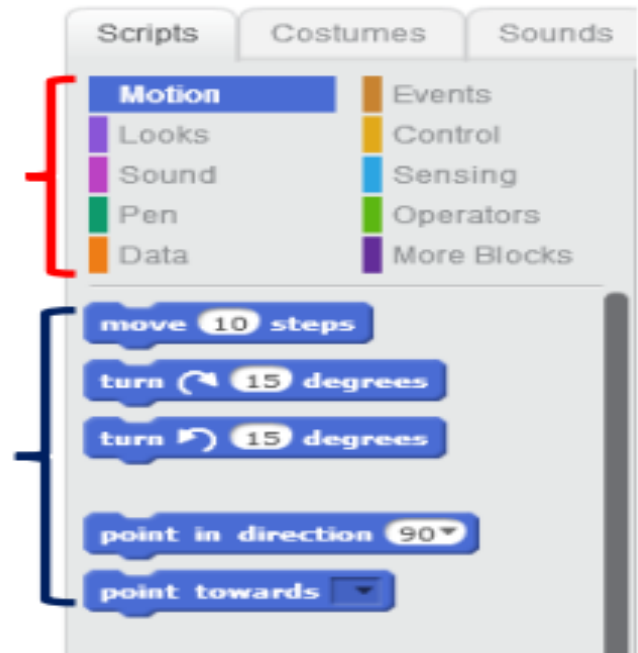 Scripts Costumes Sounds
Motion Events
Looks Control
Sound Sensing
Pen Operators
Data More Blocks
move 10 steps
turn 15 degrees
turn 15 degrees
point in direction 90
point towards